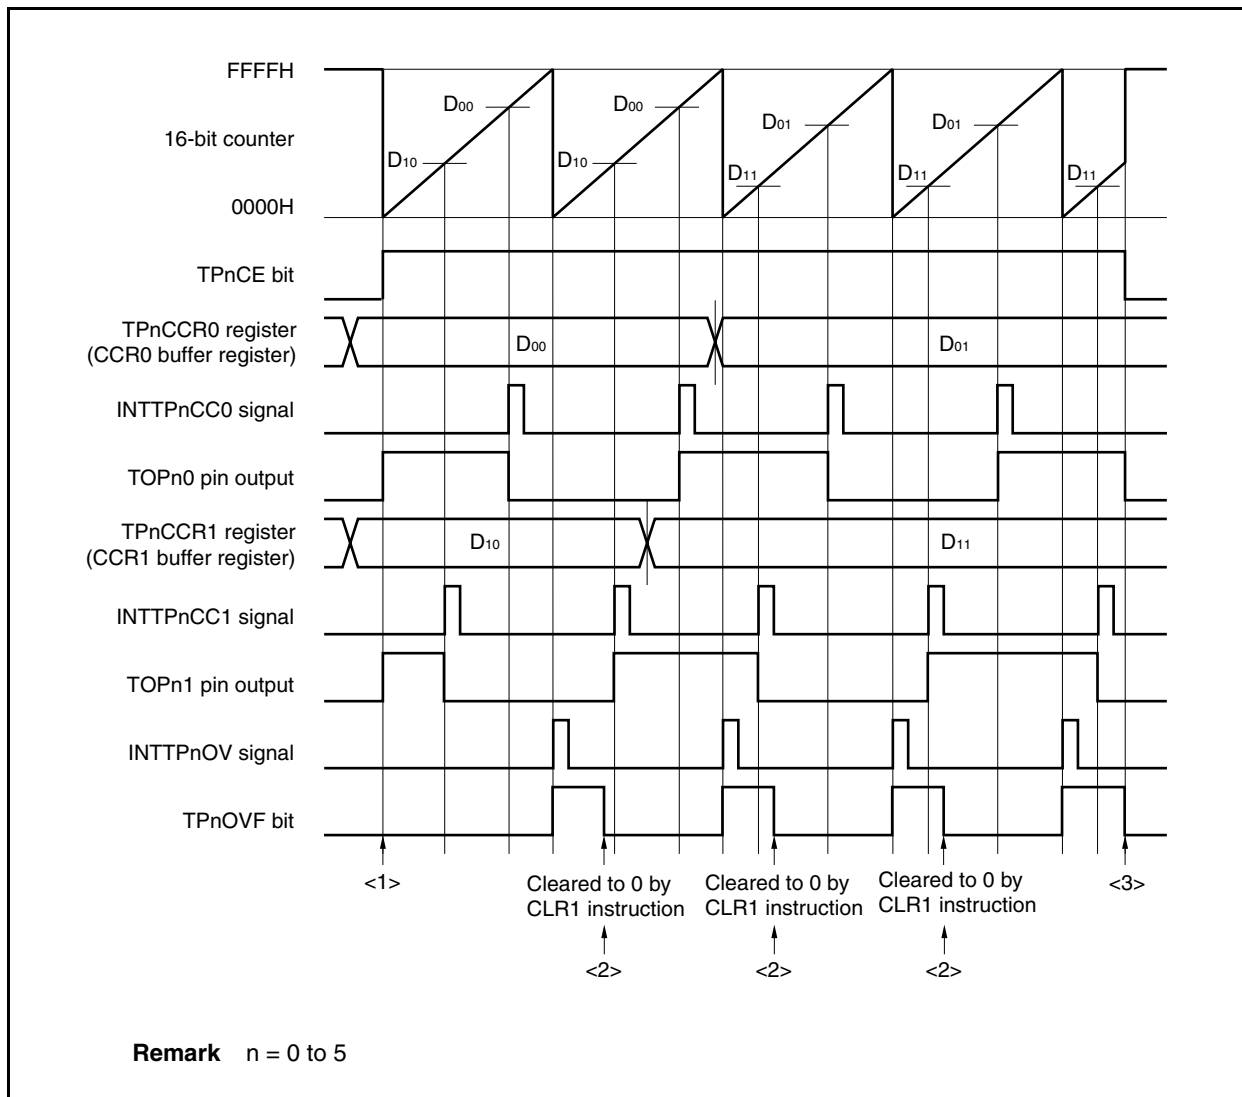 FFFFH
D00
D00
16-bit counter
D01
D01
D10
D10
D11
D11
D11
0000H
TPnCE bit
TPnCCR0 register
(CCR0 buffer register)
D00
D01
INTTPnCC0 signal
TOPn0 pin output
TPnCCR1 register
(CCR1 buffer register)
D10
D11
INTTPnCC1 signal
TOPn1 pin output
INTTPnOV signal
TPnOVF bit
<1>
Cleared to 0 by
CLR1 instruction
Cleared to 0 by
CLR1 instruction
Cleared to 0 by
CLR1 instruction
<3>
<2>
<2>
<2>
Remark n = 0 to 5